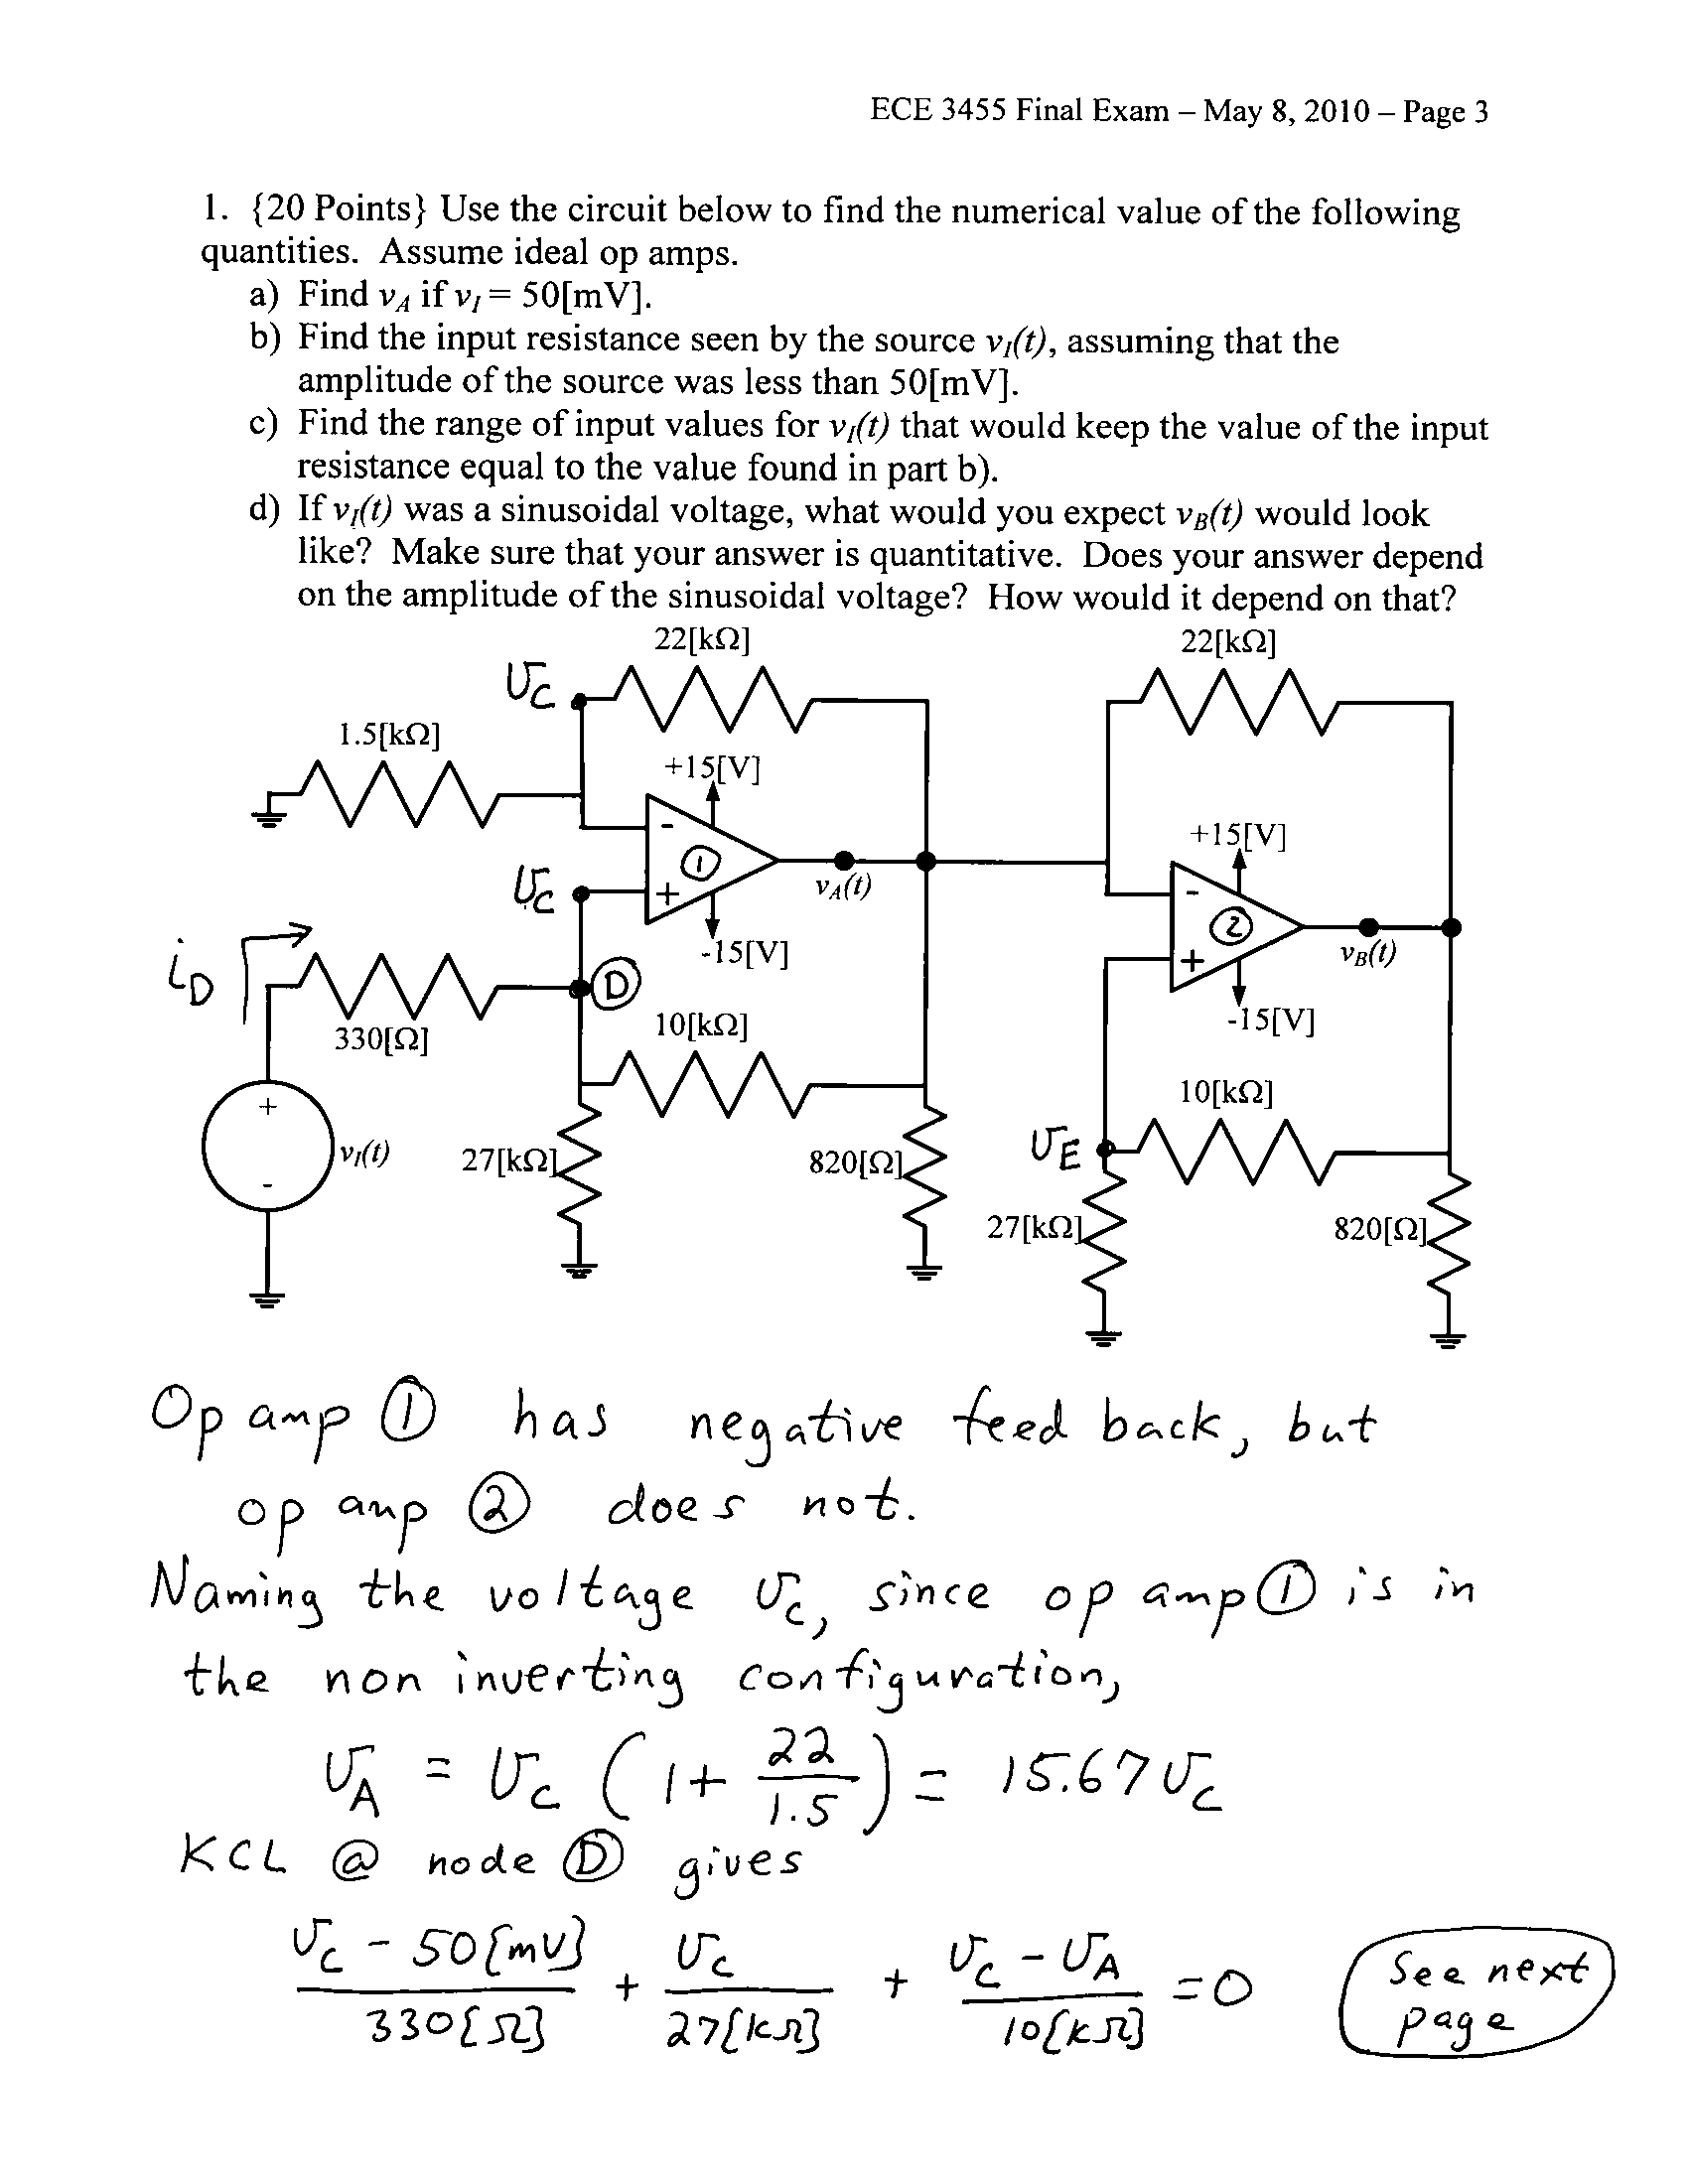 ECE 3455 Final Exam – May 8, 2010 – Page 3
1. {20 Points} Use the circuit below to find the numerical value of the following
quantities. Assume ideal op amps.
a) Find vA if vI = 50[mV].
b) Find the input resistance seen by the source vI(t), assuming that the
amplitude of the source was less than 50[mV].
c) Find the range of input values for vI(t) that would keep the value of the input
resistance equal to the value found in part b).
d) If vI(t) was a sinusoidal voltage, what would you expect vB(t) would look
like? Make sure that your answer is quantitative. Does your answer depend
on the amplitude of the sinusoidal voltage? How would it depend on that?
22[kΩ]
22[kΩ]
vC
1.5[kΩ]
+15[V]
-
1
+
vA(t)
-15[V]
vC
+15[V]
-
2
+
vB(t)
-15[V]
iD
D
330[Ω]
10[kΩ]
10[kΩ]
+
-
vI(t)
27[kΩ]
820[Ω]
vE
27[kΩ]
820[Ω]
Op amp ① has negative feed back, but
op amp ② does not.
Naming the voltage vC, since op amp ① is in
the non inverting configuration,
vA = vC (1 + 22/1.5) = 15.67 vC
KCL @ node Ⓓ gives
vC - 50[mV]/330[Ω] + vC/27[kΩ] + vC - vA/10[kΩ] = 0
See next
page